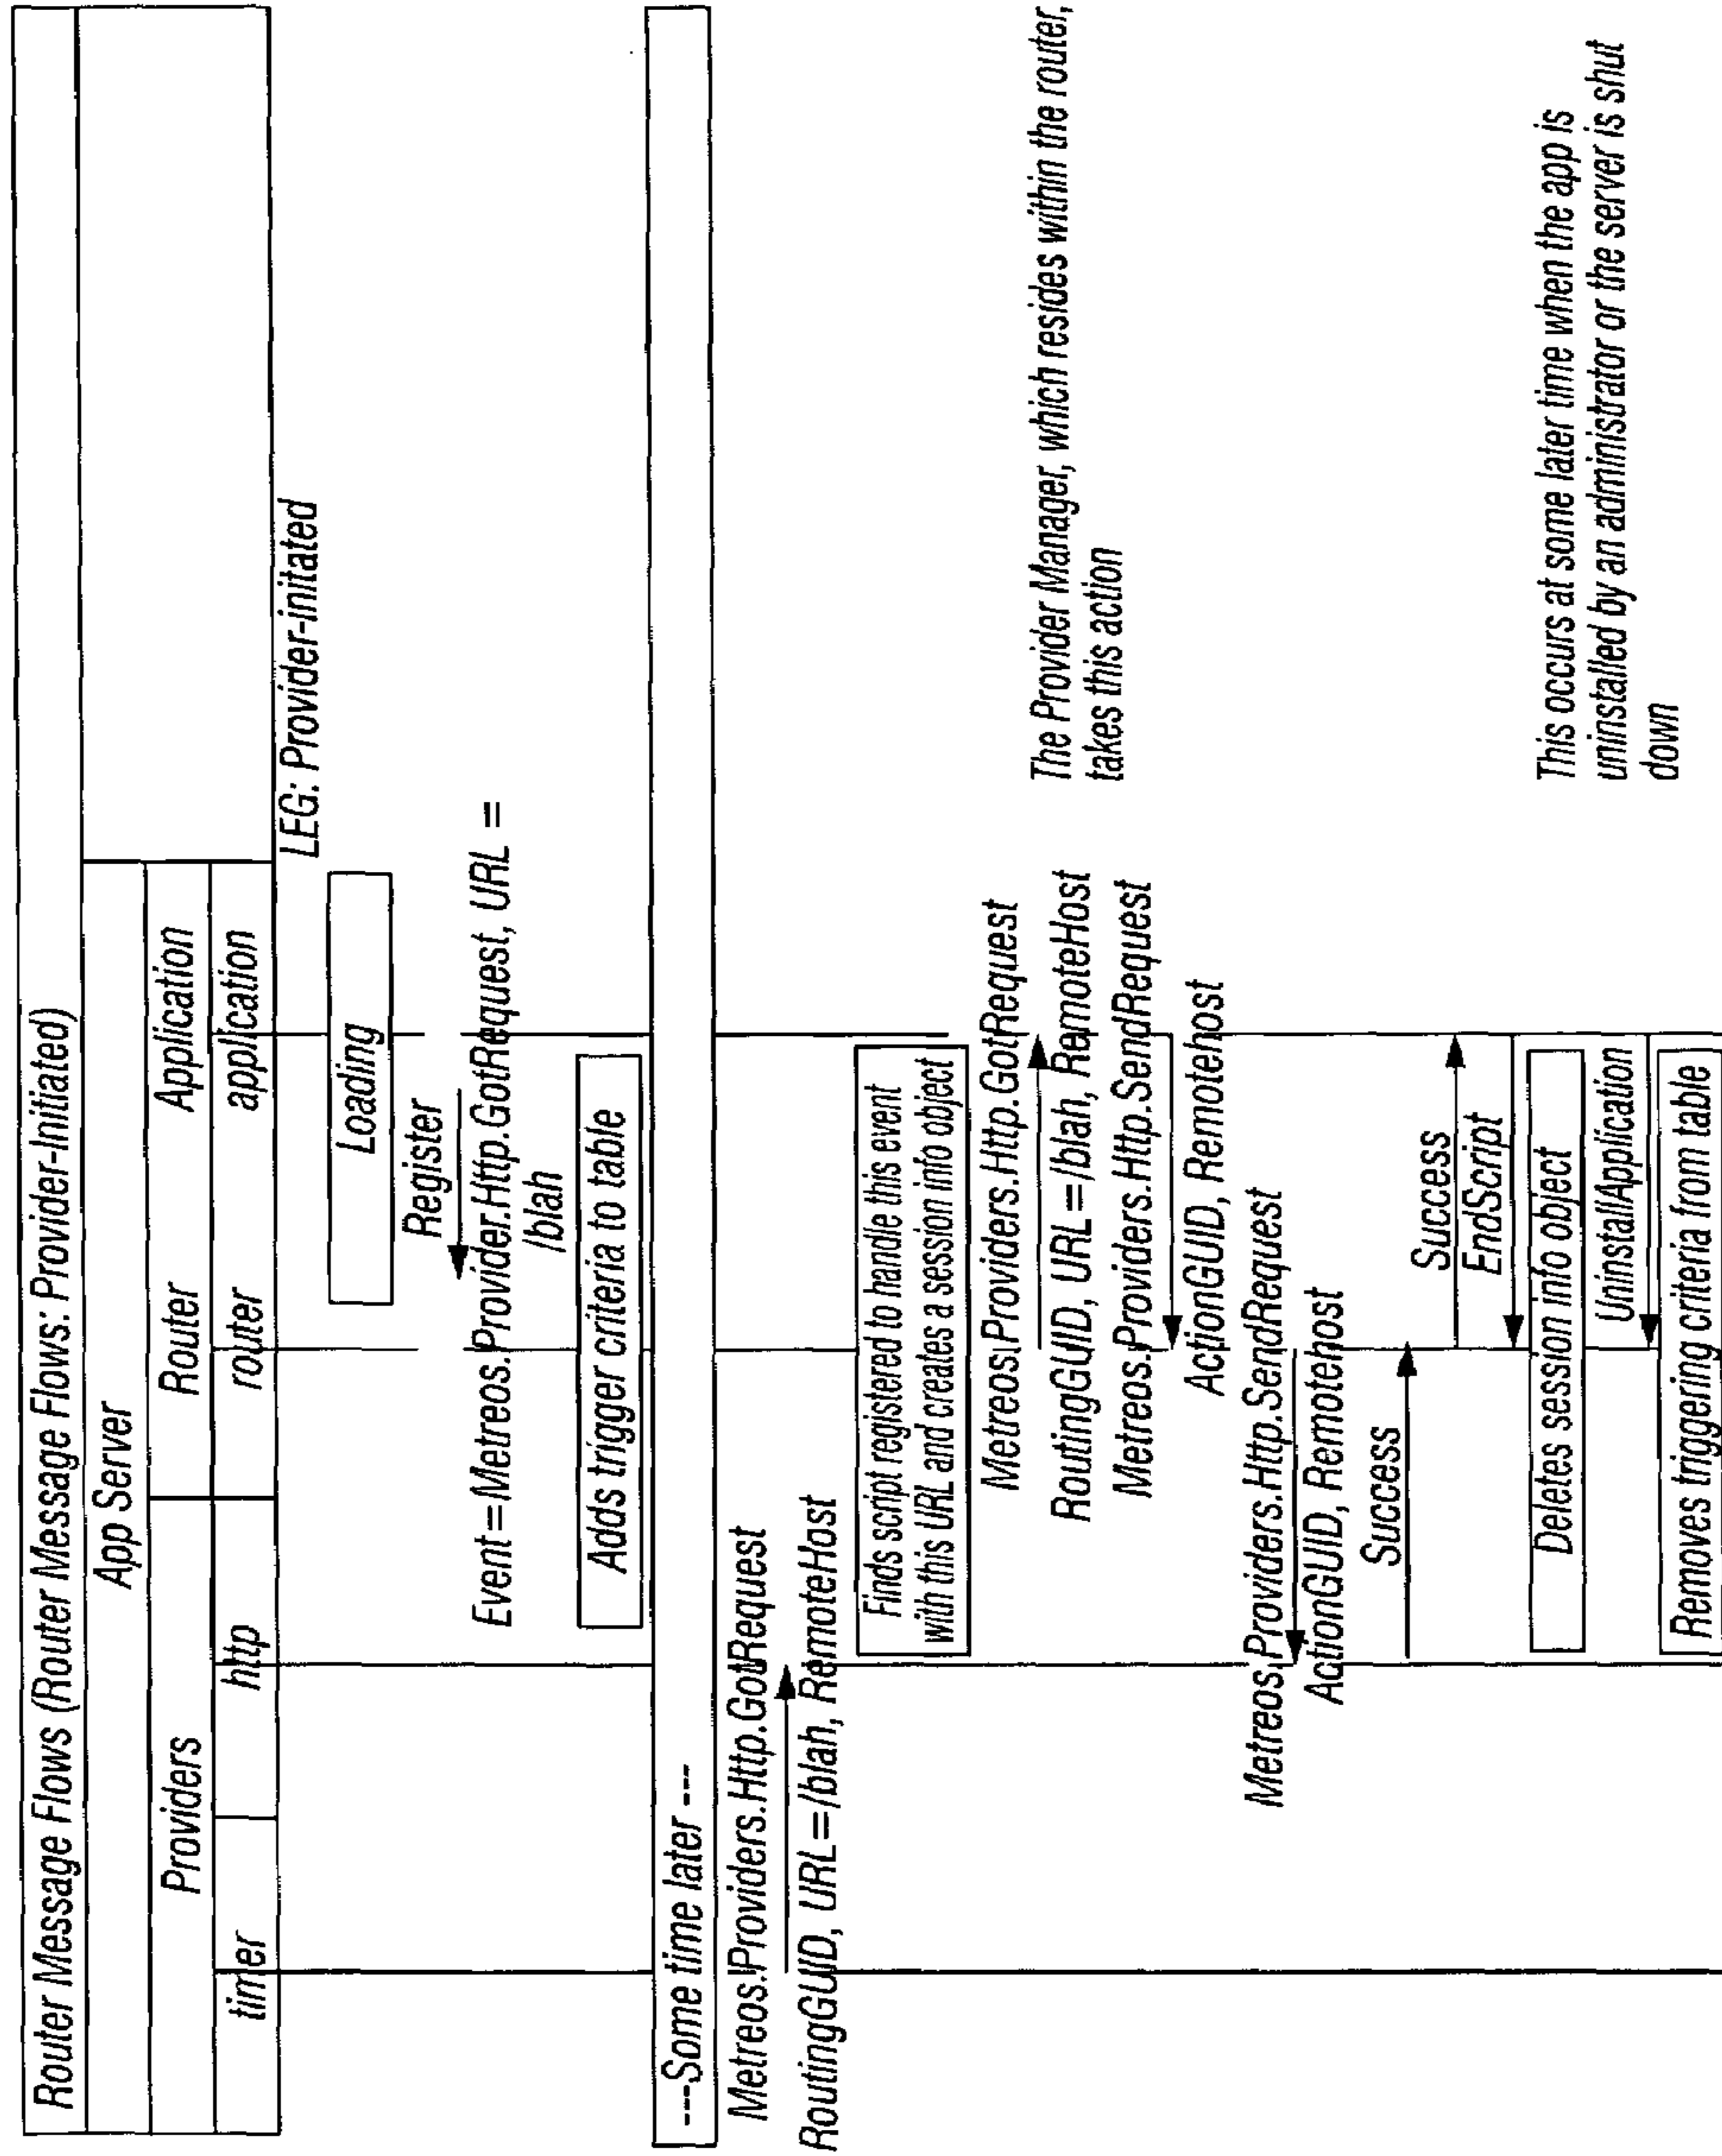 Router Message Flows (Router Message Flows: Provider-Initiated)
App Server
Providers
Router
Application
timer
http
router
application
LEG: Provider-initated
Loading
Register
Event=Metreos.Provider.Http.GotRequest, URL =
/blah
Adds trigger criteria to table
---Some time later ---
Metreos.Providers.Http.GotRequest
RoutingGUID, URL=/blah, RemoteHost
Finds script registered to handle this event
with this URL and creates a session info object
Metreos.Providers.Http.GotRequest
RoutingGUID, URL=/blah, RemoteHost
The Provider Manager, which resides within the router,
takes this action
Metreos.Providers.Http.SendRequest
ActionGUID, Remotehost
Metreos.Providers.Http.SendRequest
ActionGUID, Remotehost
Success
Success
EndScript
Deletes session info object
This occurs at some later time when the app is
uninstalled by an administrator or the server is shut
down
UninstallApplication
Removes triggering criteria from table